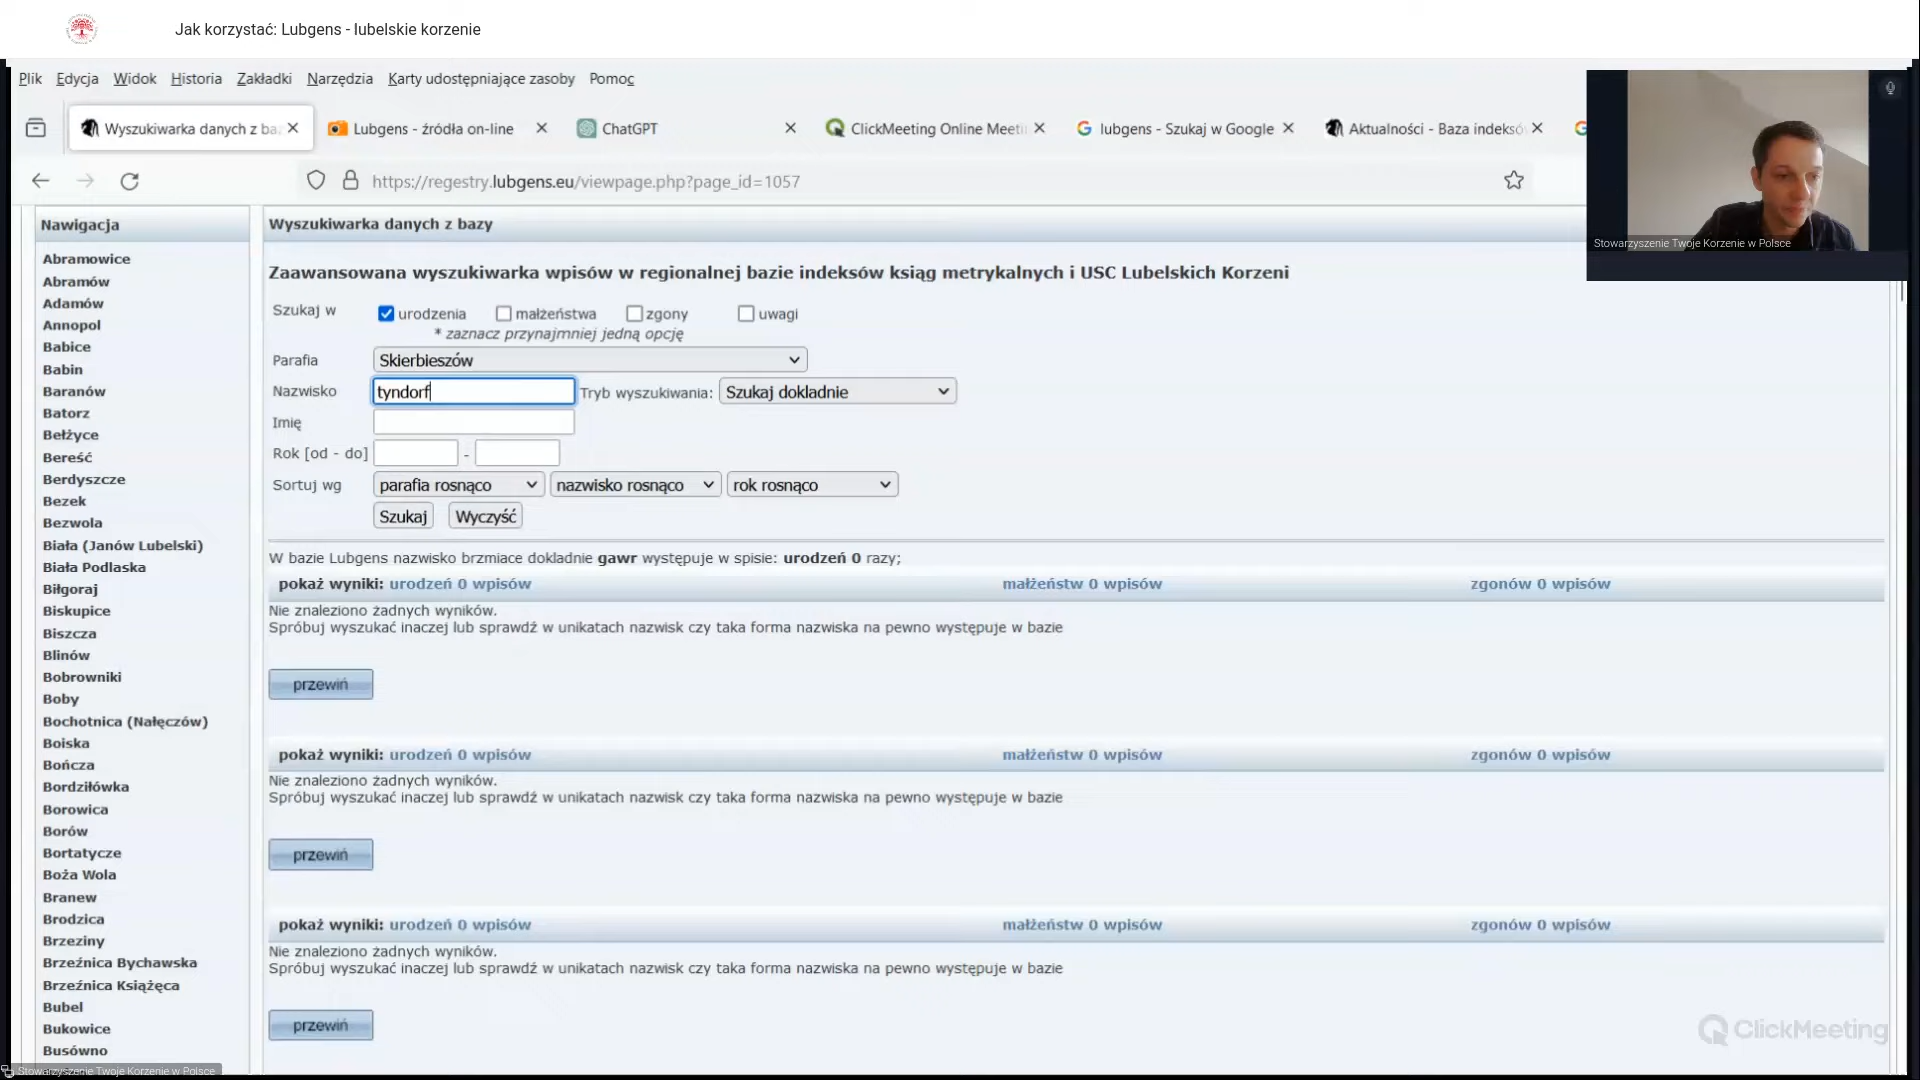 Jak korzystać: Lubgens - lubelskie korzenie
Plik Edycja Widok Historia Zakładki Narzędzia Karty udostępniające zasoby Pomoc
Wyszukiwarka danych z ba Lubgens - źródła on-line ChatGPT ClickMeeting Online Meeti lubgens - Szukaj w Google Aktualności - Baza indeksó
https://regestry.lubgens.eu/viewpage.php?page_id=1057
Stowarzyszenie Twoje Korzenie w Polsce
Nawigacja
Abramowice
Abramów
Adamów
Annopol
Babice
Babin
Baranów
Batorz
Bełżyce
Bereść
Berdyszcze
Bezek
Bezwola
Biała (Janów Lubelski)
Biała Podlaska
Biłgoraj
Biskupice
Biszcza
Blinów
Bobrowniki
Boby
Bochotnica (Nałęczów)
Boiska
Bończa
Bordziłówka
Borowica
Borów
Bortatycze
Boża Wola
Branew
Brodzica
Brzeziny
Brzeźnica Bychawska
Brzeźnica Książęca
Bubel
Bukowice
Busówno
Wyszukiwarka danych z bazy
Zaawansowana wyszukiwarka wpisów w regionalnej bazie indeksów ksiąg metrykalnych i USC Lubelskich Korzeni
Szukaj w urodzenia małżeństwa zgony uwagi
* zaznacz przynajmniej jedną opcję
Parafia Skierbieszów
Nazwisko tyndorf Tryb wyszukiwania: Szukaj dokladnie
Imię
Rok [od - do] -
Sortuj wg parafia rosnąco nazwisko rosnąco rok rosnąco
Szukaj Wyczyść
W bazie Lubgens nazwisko brzmiace dokladnie gawr występuje w spisie: urodzeń 0 razy;
pokaż wyniki: urodzeń 0 wpisów małżeństw 0 wpisów zgonów 0 wpisów
Nie znaleziono żadnych wyników.
Spróbuj wyszukać inaczej lub sprawdź w unikatach nazwisk czy taka forma nazwiska na pewno występuje w bazie
przewiń
pokaż wyniki: urodzeń 0 wpisów małżeństw 0 wpisów zgonów 0 wpisów
Nie znaleziono żadnych wyników.
Spróbuj wyszukać inaczej lub sprawdź w unikatach nazwisk czy taka forma nazwiska na pewno występuje w bazie
przewiń
pokaż wyniki: urodzeń 0 wpisów małżeństw 0 wpisów zgonów 0 wpisów
Nie znaleziono żadnych wyników.
Spróbuj wyszukać inaczej lub sprawdź w unikatach nazwisk czy taka forma nazwiska na pewno występuje w bazie
przewiń
ClickMeeting
Stowarzyszenie Twoje Korzenie w Polsce